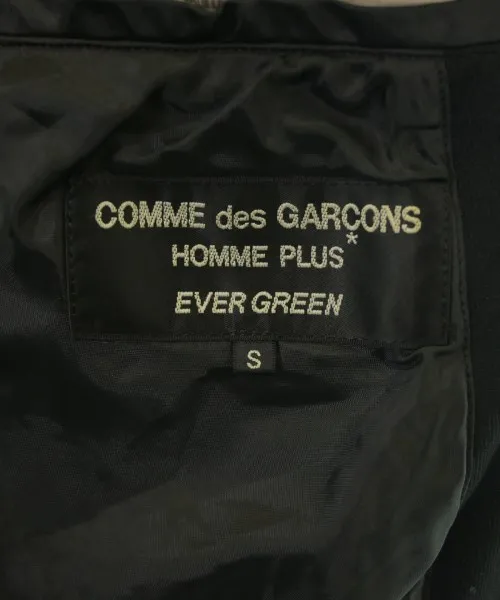 COMME des GARÇONS
HOMME PLUS*
EVER GREEN
S